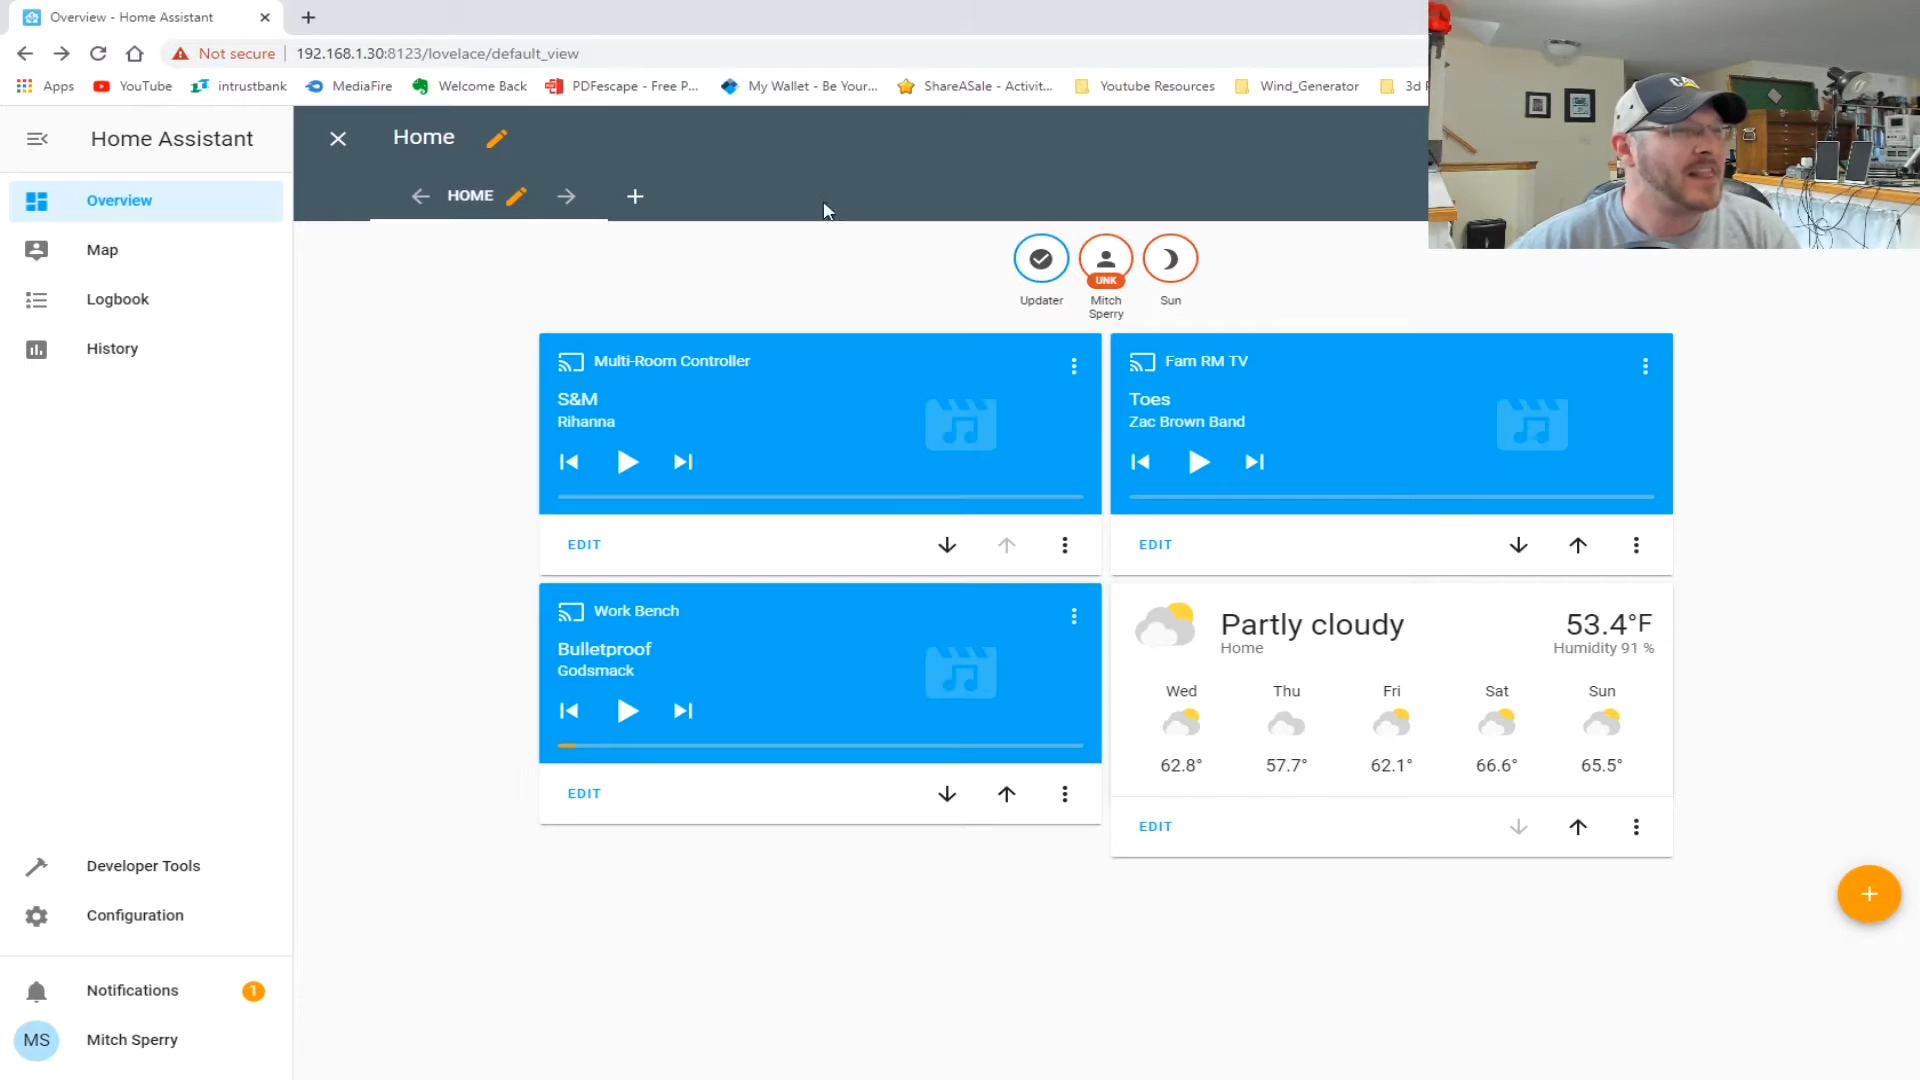 Overview - Home Assistant
Not secure
192.168.1.30:8123/lovelace/default_view
Apps
YouTube
intrustbank
MediaFire
Welcome Back
PDFescape - Free P...
My Wallet - Be Your...
ShareASale - Activit...
Youtube Resources
Wind_Generator
3d
Home Assistant
Home
HOME
Overview
Map
Logbook
History
UNK
Updater
Mitch
Sperry
Sun
Multi-Room Controller
S&M
Rihanna
EDIT
Fam RM TV
Toes
Zac Brown Band
EDIT
Work Bench
Bulletproof
Godsmack
EDIT
Partly cloudy
Home
53.4°F
Humidity 91 %
Wed Thu Fri Sat Sun
62.8° 57.7° 62.1° 66.6° 65.5°
EDIT
Developer Tools
Configuration
Notifications
1
MS
Mitch Sperry